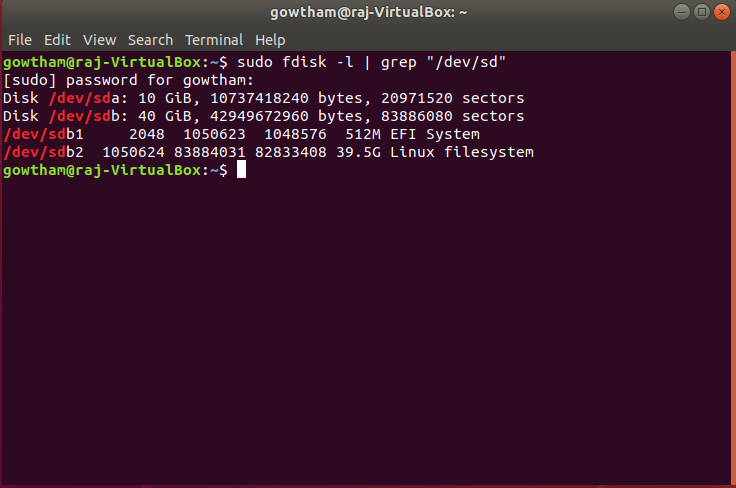 gowtham@raj-VirtualBox: ~
File Edit View Search Terminal Help
gowtham@raj-VirtualBox:~$ sudo fdisk -l | grep "/dev/sd"
[sudo] password for gowtham:
Disk /dev/sda: 10 GiB, 10737418240 bytes, 20971520 sectors
Disk /dev/sdb: 40 GiB, 42949672960 bytes, 83886080 sectors
/dev/sdb1     2048  1050623  1048576  512M EFI System
/dev/sdb2  1050624 83884031 82833408 39.5G Linux filesystem
gowtham@raj-VirtualBox:~$